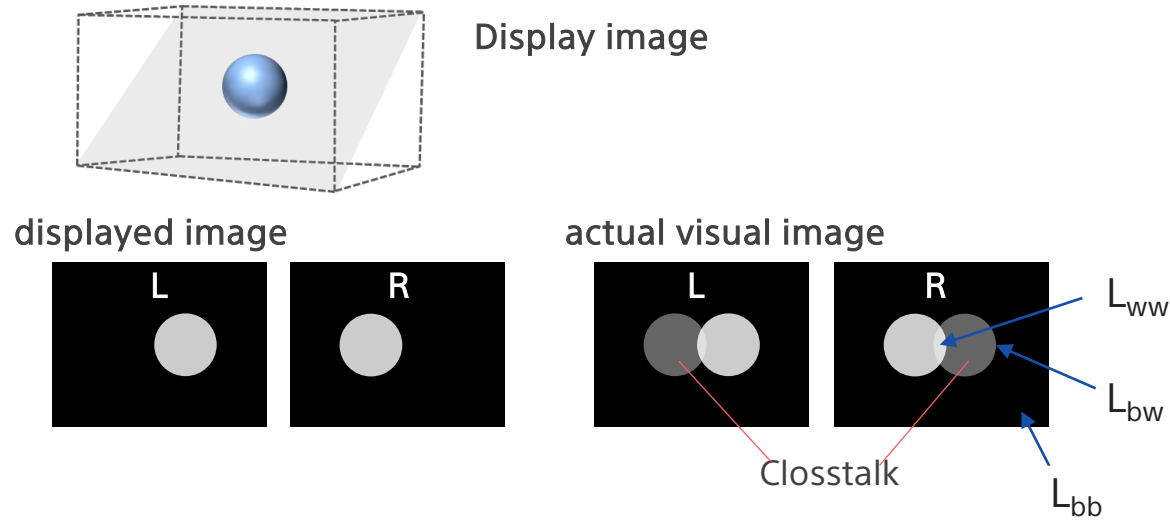 Display image
displayed image
actual visual image
L
R
L
R
Lww
Lbw
Closstalk
Lbb